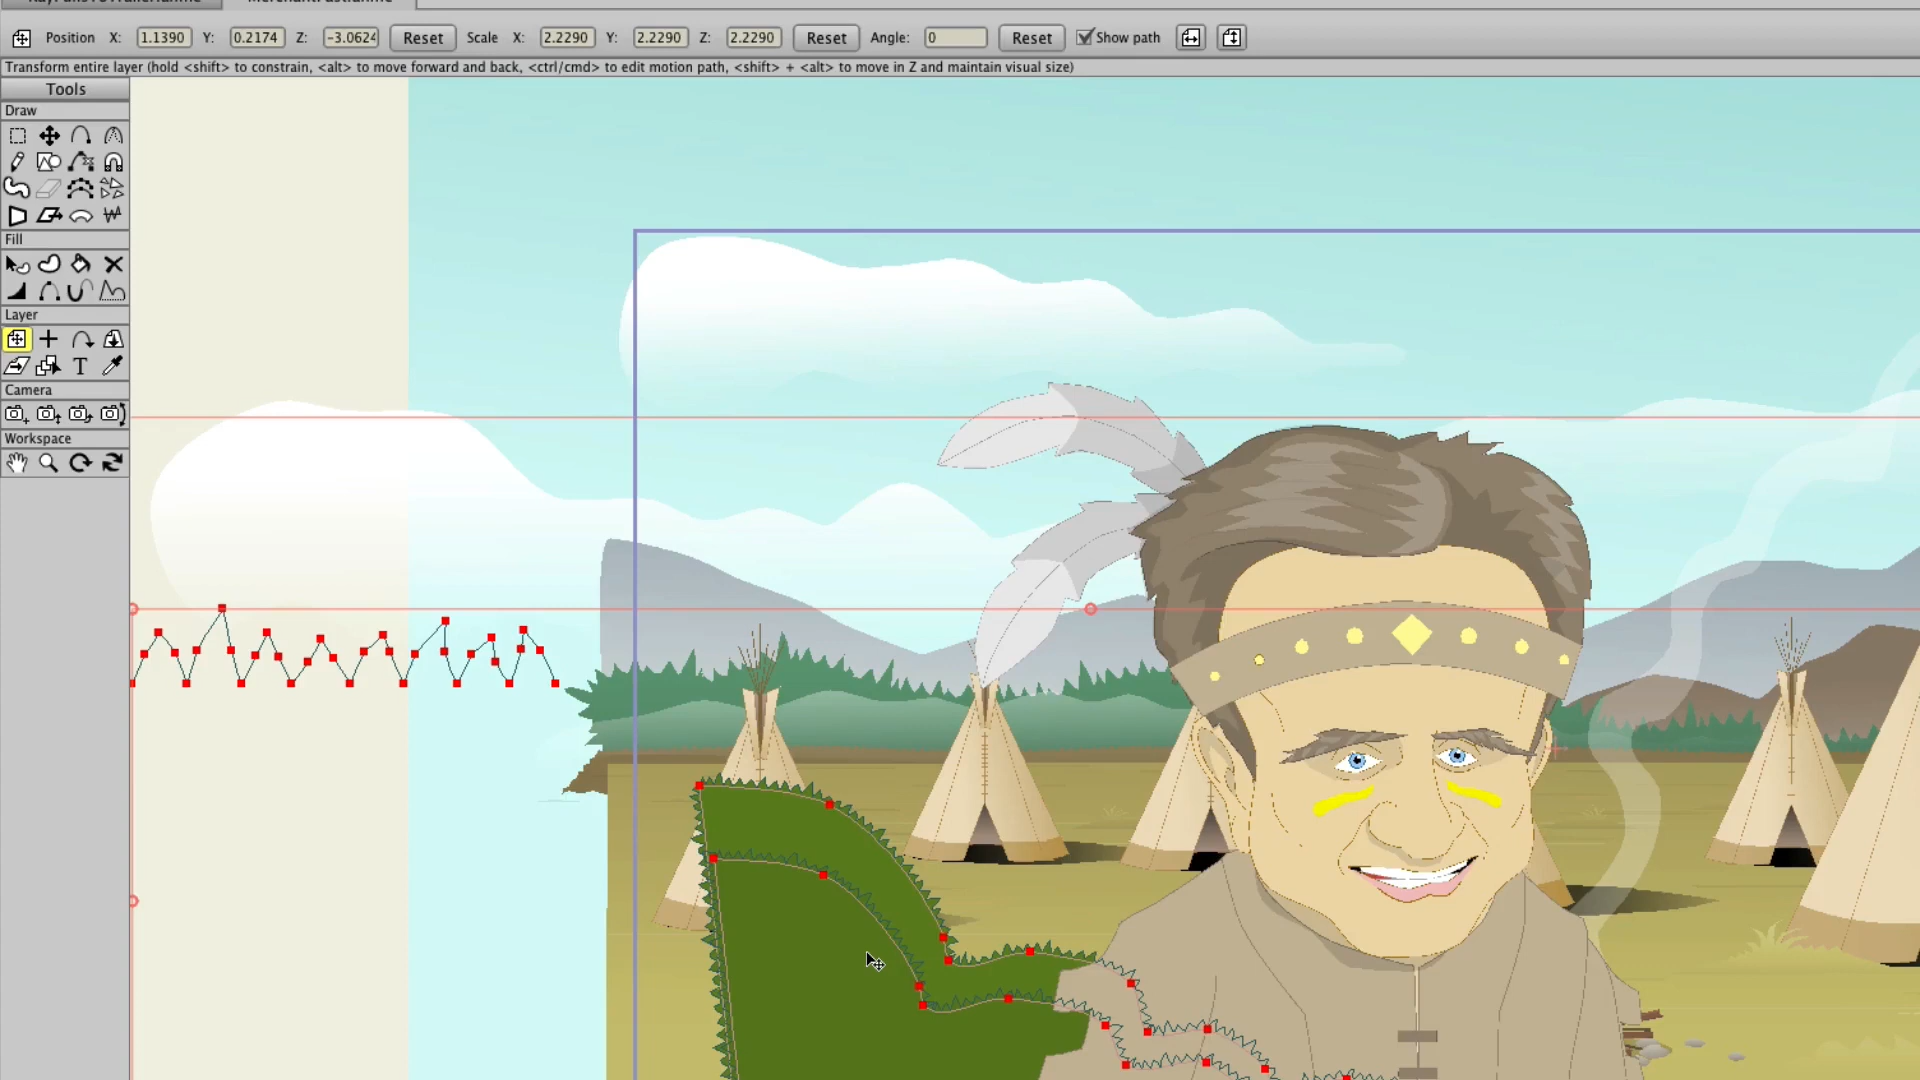 Position X: 1.1390 Y: 0.2174 Z: -3.0624 Reset Scale X: 2.2290 Y: 2.2290 Z: 2.2290 Reset Angle: 0 Reset Show path
Transform entire layer (hold <shift> to constrain, <alt> to move forward and back, <ctrl/cmd> to edit motion path, <shift> + <alt> to move in Z and maintain visual size)
Tools
Draw
Fill
Layer
T
Camera
Workspace